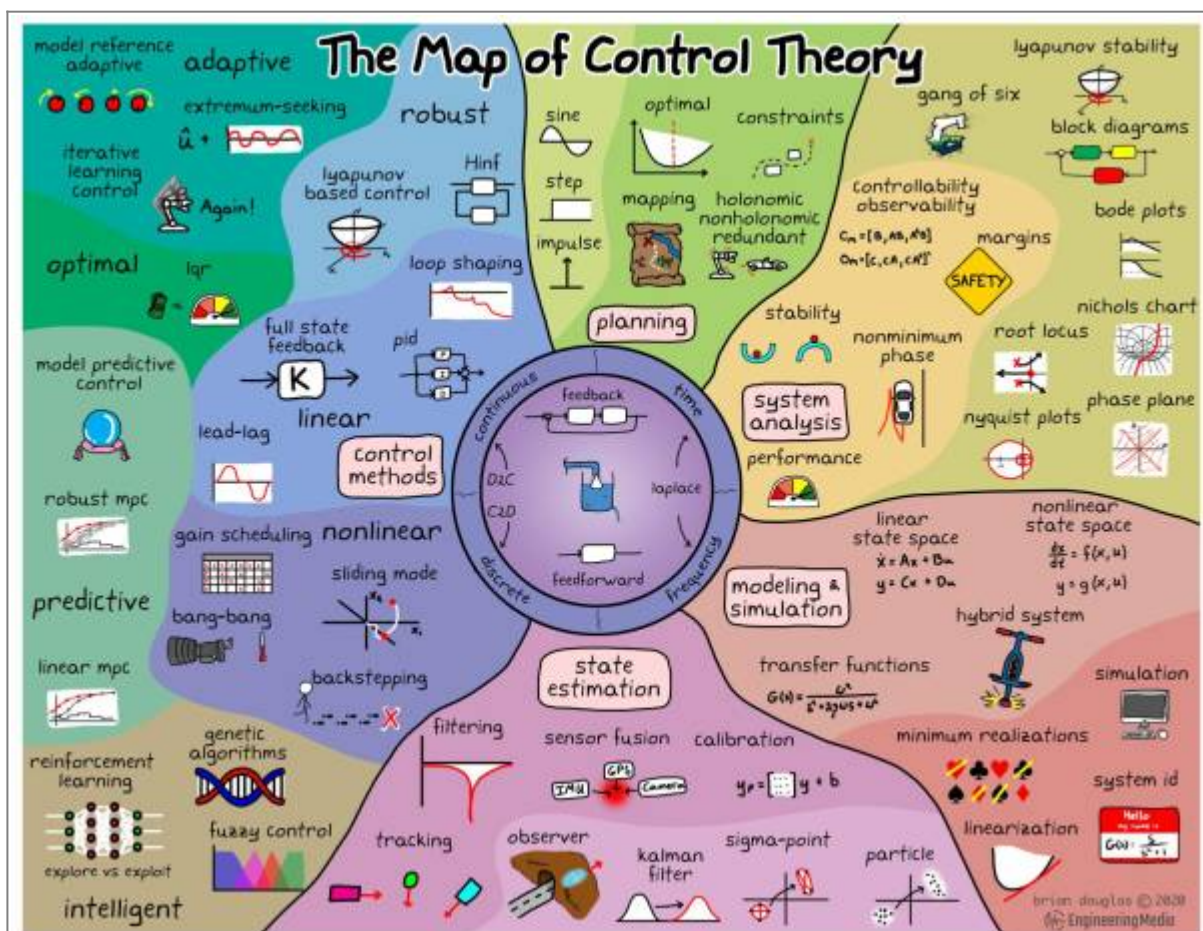 The Map of Control Theory
model reference
adaptive
adaptive
extremum-seeking
û +
iterative
learning
control
Again!
optimal
lqr
robust
Hinf
lyapunov
based control
loop shaping
full state
feedback
K
pid
P
I
D
linear
lead-lag
control
methods
model predictive
control
robust mpc
predictive
linear mpc
gain scheduling
nonlinear
sliding mode
x₂
x₁
bang-bang
backstepping
X
reinforcement
learning
explore vs exploit
genetic
algorithms
fuzzy control
intelligent
sine
step
impulse
optimal
constraints
mapping
holonomic
nonholonomic
redundant
planning
lyapunov stability
gang of six
block diagrams
controllability
observability
Cm=[B, AB, A²B]
margins
SAFETY
bode plots
nichols chart
stability
nonminimum
phase
root locus
phase plane
nyquist plots
system
analysis
performance
continuous
time
discrete
frequency
feedback
D2C
C2D
laplace
feedforward
modeling &
simulation
linear
state space
ẋ = Ax + Bu
y = Cx + Du
nonlinear
state space
dx/dt = f(x, u)
y = g(x, u)
hybrid system
transfer functions
simulation
minimum realizations
system id
Hello
linearization
state
estimation
filtering
sensor fusion
IMU
GPS
Camera
calibration
tracking
observer
kalman
filter
sigma-point
particle
brian douglas © 2020
EngineeringMedia